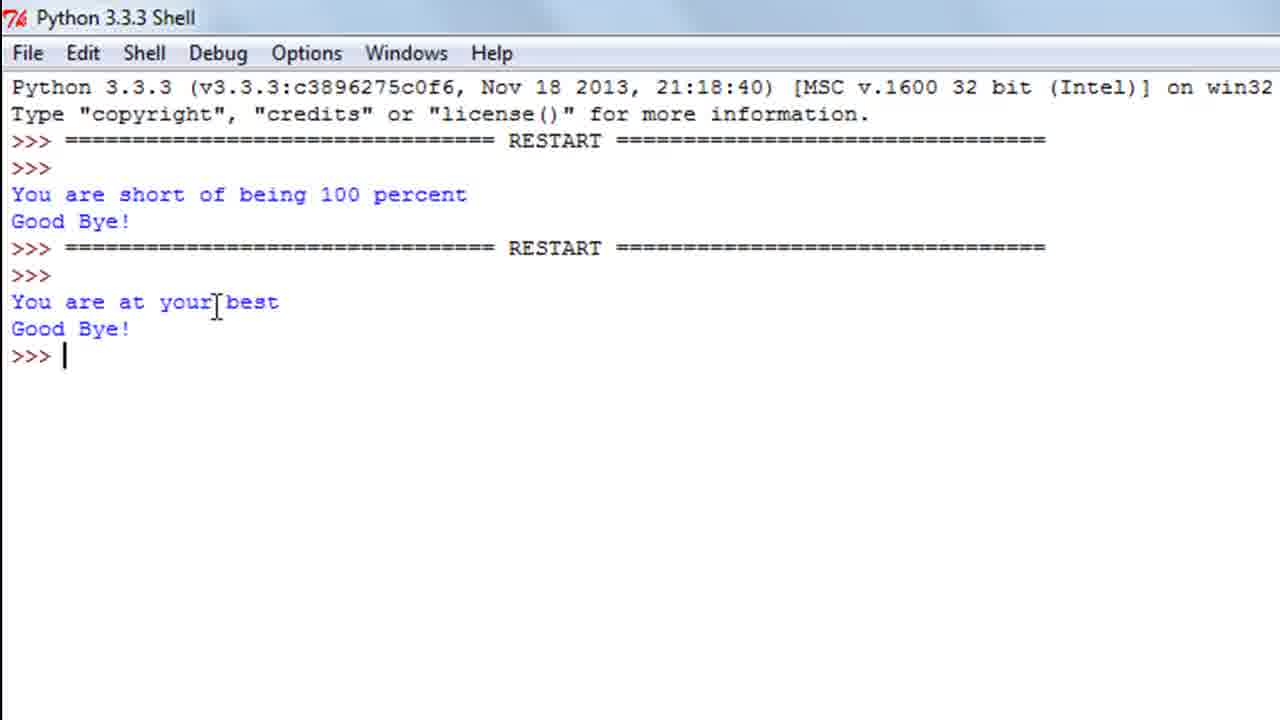 Python 3.3.3 Shell
File Edit Shell Debug Options Windows Help
Python 3.3.3 (v3.3.3:c3896275c0f6, Nov 18 2013, 21:18:40) [MSC v.1600 32 bit (Intel)] on win32
Type "copyright", "credits" or "license()" for more information.
>>> ================================ RESTART ================================
>>>
You are short of being 100 percent
Good Bye!
>>> ================================ RESTART ================================
>>>
You are at your best
Good Bye!
>>>